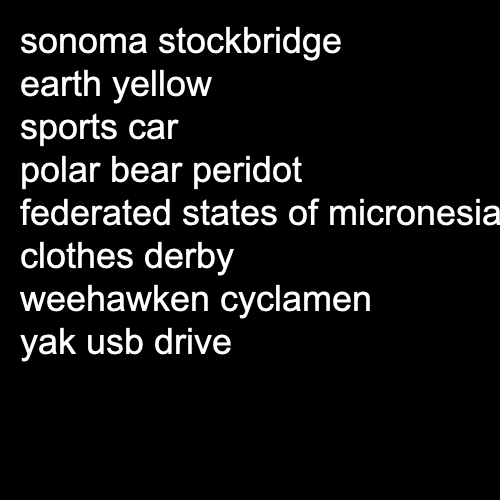 sonoma stockbridge
earth yellow
sports car
polar bear peridot
federated states of micronesia
clothes derby
weehawken cyclamen
yak usb drive